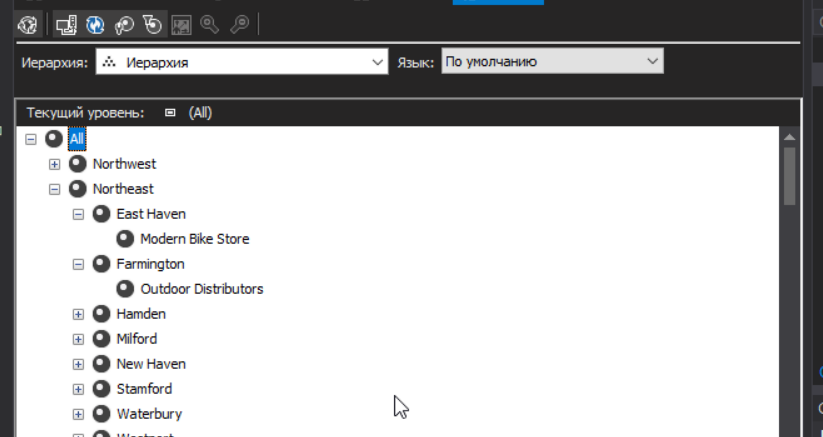 Иерархия: Иерархия Язык: По умолчанию
Текущий уровень: (All)
All
Northwest
Northeast
East Haven
Modern Bike Store
Farmington
Outdoor Distributors
Hamden
Milford
New Haven
Stamford
Waterbury
Westport